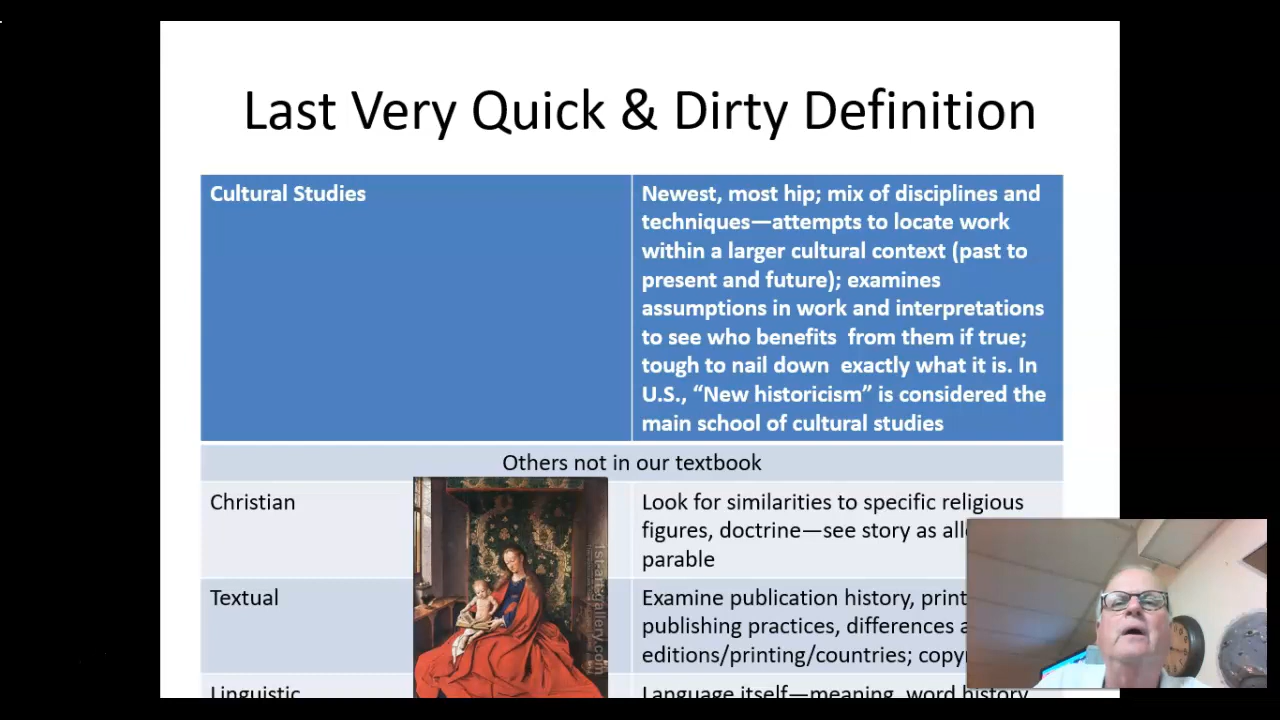 Last Very Quick & Dirty Definition
Cultural Studies
Newest, most hip; mix of disciplines and
techniques—attempts to locate work
within a larger cultural context (past to
present and future); examines
assumptions in work and interpretations
to see who benefits from them if true;
tough to nail down exactly what it is. In
U.S., “New historicism” is considered the
main school of cultural studies
Others not in our textbook
Christian
Look for similarities to specific religious
figures, doctrine—see story as
parable
Textual
Examine publication history,
publishing practices, differences
editions/printing/countries;
Linguistic
Language itself—meaning, word history
1st-art-gallery.com